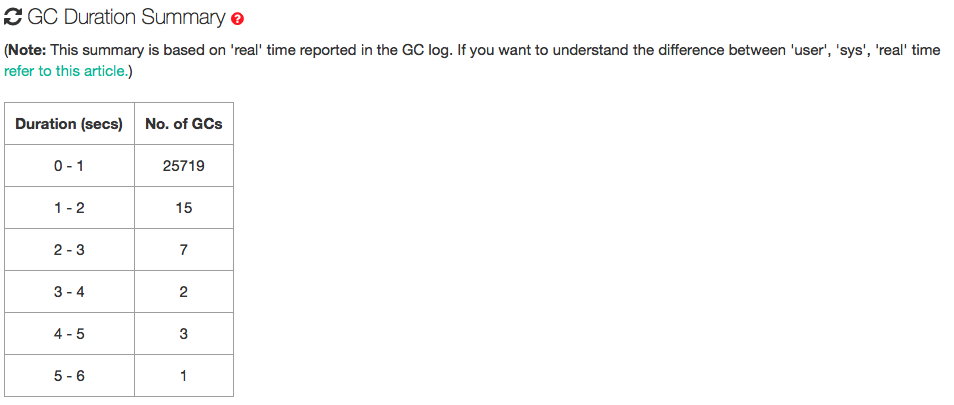 GC Duration Summary ?
(Note: This summary is based on 'real' time reported in the GC log. If you want to understand the difference between 'user', 'sys', 'real' time
refer to this article.)
Duration (secs) No. of GCs
0 - 1 25719
1 - 2 15
2 - 3 7
3 - 4 2
4 - 5 3
5 - 6 1